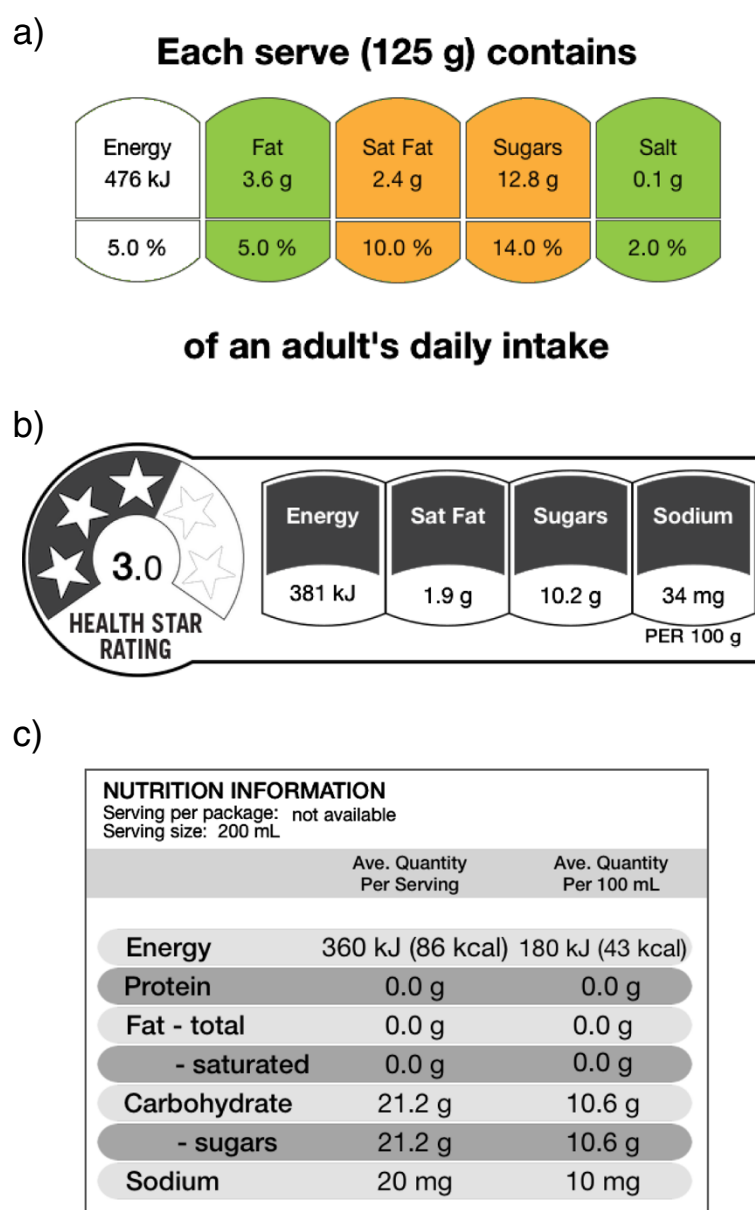 a)
Each serve (125 g) contains
Energy Fat Sat Fat Sugars Salt
476 kJ 3.6 g 2.4 g 12.8 g 0.1 g
5.0 % 5.0 % 10.0 % 14.0 % 2.0 %
of an adult's daily intake
b)
3.0
HEALTH STAR
RATING
Energy Sat Fat Sugars Sodium
381 kJ 1.9 g 10.2 g 34 mg
PER 100 g
c)
NUTRITION INFORMATION
Serving per package: not available
Serving size: 200 mL
Ave. Quantity Ave. Quantity
Per Serving Per 100 mL
Energy 360 kJ (86 kcal) 180 kJ (43 kcal)
Protein 0.0 g 0.0 g
Fat - total 0.0 g 0.0 g
- saturated 0.0 g 0.0 g
Carbohydrate 21.2 g 10.6 g
- sugars 21.2 g 10.6 g
Sodium 20 mg 10 mg